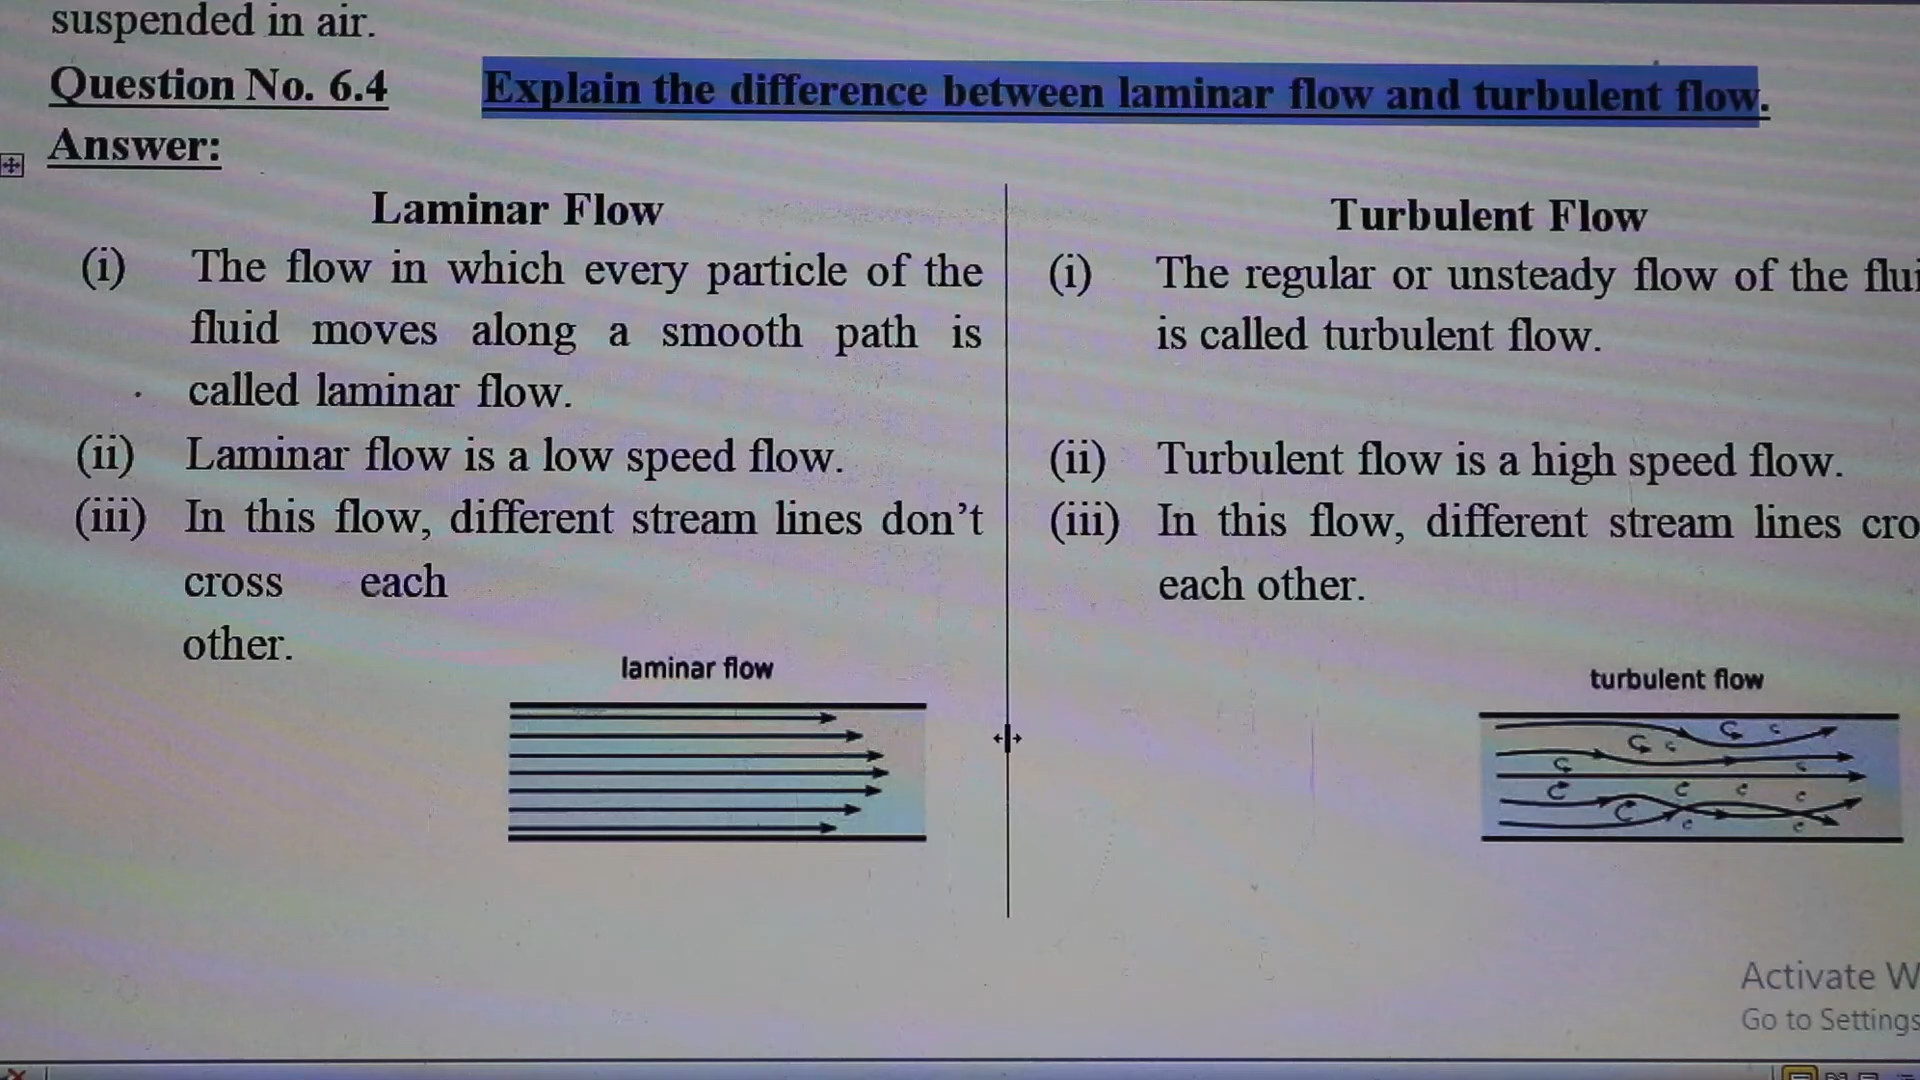 suspended in air.
Question No. 6.4 Explain the difference between laminar flow and turbulent flow.
Answer:
Laminar Flow
(i) The flow in which every particle of the
fluid moves along a smooth path is
called laminar flow.
(ii) Laminar flow is a low speed flow.
(iii) In this flow, different stream lines don't
cross each
other.
laminar flow
Turbulent Flow
(i) The regular or unsteady flow of the flui
is called turbulent flow.
(ii) Turbulent flow is a high speed flow.
(iii) In this flow, different stream lines cro
each other.
turbulent flow
Activate W
Go to Settings